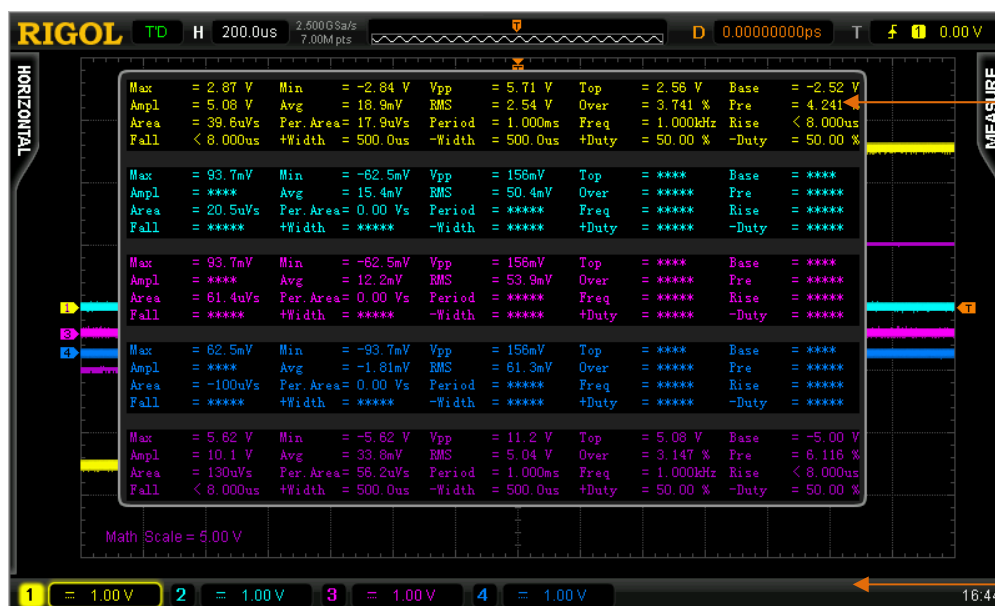 RIGOL T'D H 200.0us 2.500GSa/s 7.00M pts D 0.00000000ps T 1 0.00 V
HORIZONTAL
MEASURE
Max = 2.87 V Min = -2.84 V Vpp = 5.71 V Top = 2.56 V Base = -2.52 V
Ampl = 5.08 V Avg = 18.9mV RMS = 2.54 V Over = 3.741 % Pre = 4.241 %
Area = 39.6uVs Per.Area= 17.9uVs Period = 1.000ms Freq = 1.000kHz Rise < 8.000us
Fall < 8.000us +Width = 500.0us -Width = 500.0us +Duty = 50.00 % -Duty = 50.00 %
Max = 93.7mV Min = -62.5mV Vpp = 156mV Top = **** Base = ****
Ampl = **** Avg = 15.4mV RMS = 50.4mV Over = ***** Pre = *****
Area = 20.5uVs Per.Area= 0.00 Vs Period = ***** Freq = ***** Rise = *****
Fall = ***** +Width = ***** -Width = ***** +Duty = ***** -Duty = *****
Max = 93.7mV Min = -62.5mV Vpp = 156mV Top = **** Base = ****
Ampl = **** Avg = 12.2mV RMS = 53.9mV Over = ***** Pre = *****
Area = 61.4uVs Per.Area= 0.00 Vs Period = ***** Freq = ***** Rise = *****
Fall = ***** +Width = ***** -Width = ***** +Duty = ***** -Duty = *****
1
T
3
4
Max = 62.5mV Min = -93.7mV Vpp = 156mV Top = **** Base = ****
Ampl = **** Avg = -1.81mV RMS = 61.3mV Over = ***** Pre = *****
Area = -100uVs Per.Area= 0.00 Vs Period = ***** Freq = ***** Rise = *****
Fall = ***** +Width = ***** -Width = ***** +Duty = ***** -Duty = *****
Max = 5.62 V Min = -5.62 V Vpp = 11.2 V Top = 5.08 V Base = -5.00 V
Ampl = 10.1 V Avg = 33.8mV RMS = 5.04 V Over = 3.147 % Pre = 6.116 %
Area = 130uVs Per.Area= 56.2uVs Period = 1.000ms Freq = 1.000kHz Rise < 8.000us
Fall < 8.000us +Width = 500.0us -Width = 500.0us +Duty = 50.00 % -Duty = 50.00 %
Math Scale = 5.00 V
1 = 1.00 V 2 = 1.00 V 3 = 1.00 V 4 = 1.00 V 16:44